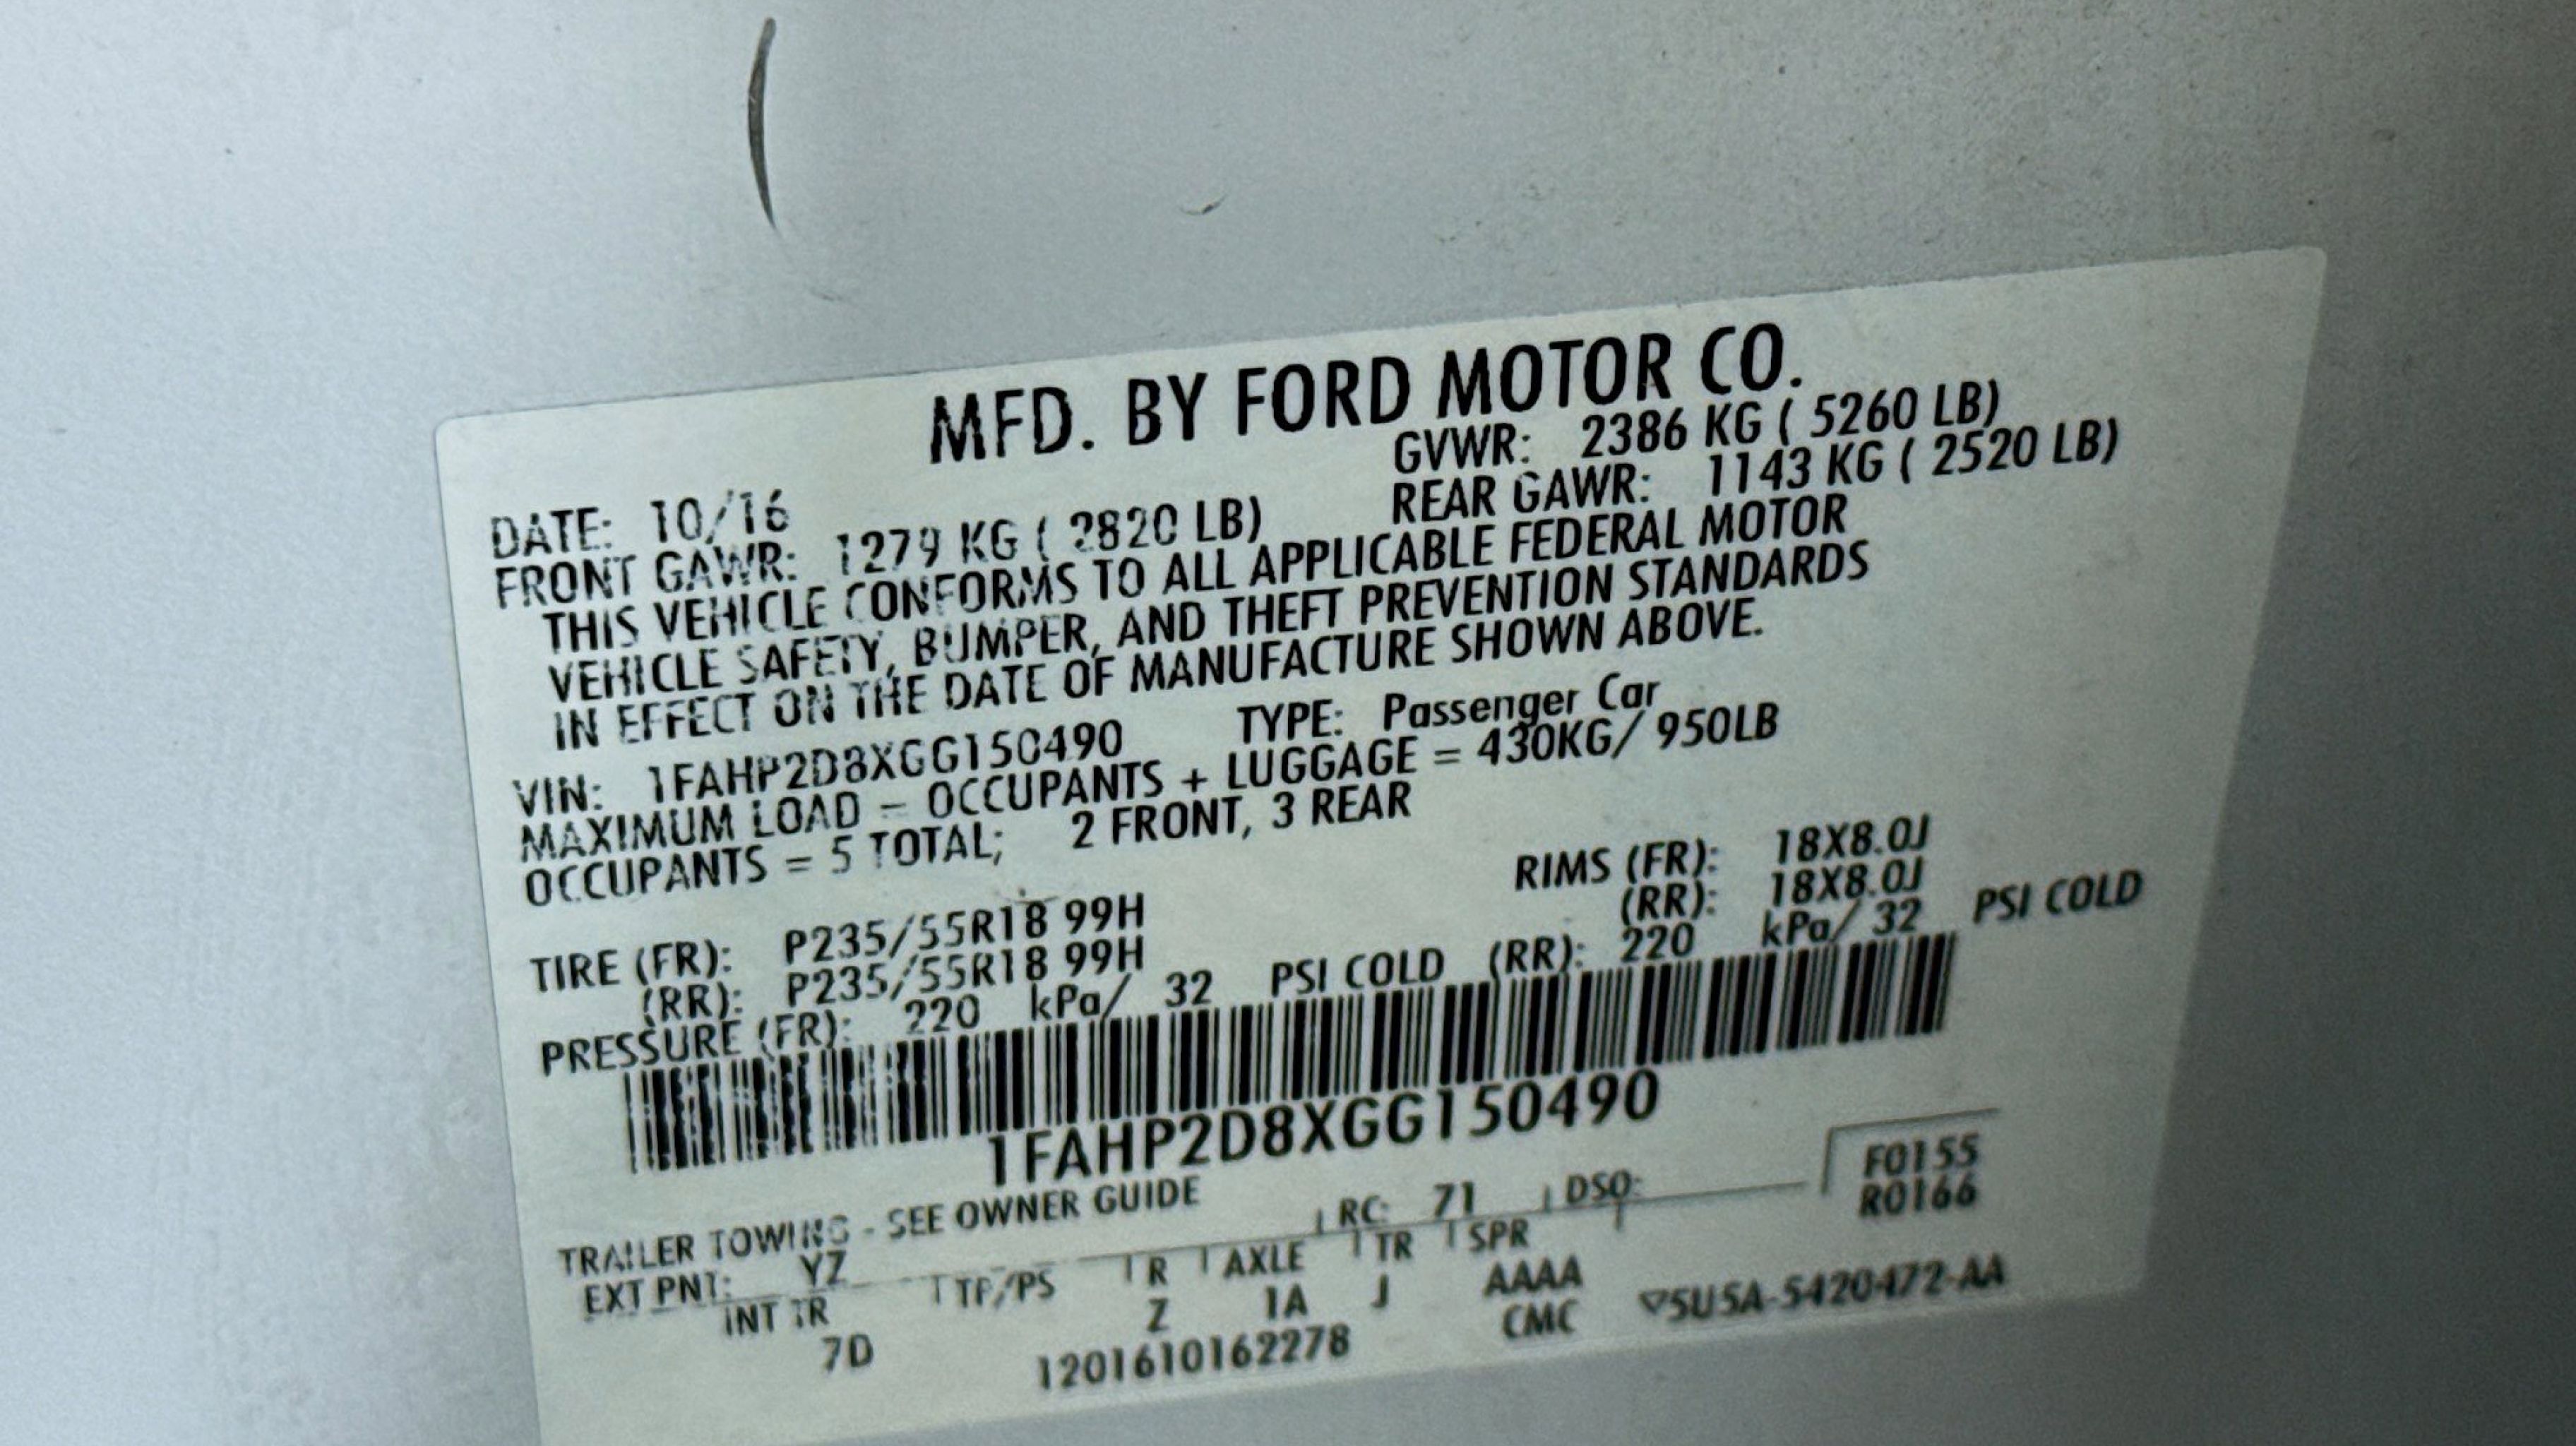 MFD. BY FORD MOTOR CO.
DATE: 10/16 GVWR: 2386 KG ( 5260 LB)
FRONT GAWR: 1279 KG ( 2820 LB) REAR GAWR: 1143 KG ( 2520 LB)
THIS VEHICLE CONFORMS TO ALL APPLICABLE FEDERAL MOTOR
VEHICLE SAFETY, BUMPER, AND THEFT PREVENTION STANDARDS
IN EFFECT ON THE DATE OF MANUFACTURE SHOWN ABOVE.
VIN: 1FAHP2D8XGG150490 TYPE: Passenger Car
MAXIMUM LOAD – OCCUPANTS + LUGGAGE = 430KG/ 950LB
OCCUPANTS = 5 TOTAL; 2 FRONT, 3 REAR
TIRE (FR): P235/55R18 99H RIMS (FR): 18X8.0J
(RR): P235/55R18 99H (RR): 18X8.0J
PRESSURE (FR): 220 kPa/ 32 PSI COLD (RR): 220 kPa/ 32 PSI COLD
1FAHP2D8XGG150490
F0155
R0166
TRAILER TOWING - SEE OWNER GUIDE
EXT PNT: YZ RC: 71 DSO:
INT TR TP/PS R AXLE TR SPR
7D Z 1A J AAAA
1201610162278 CMC ▽5U5A-5420472-AA